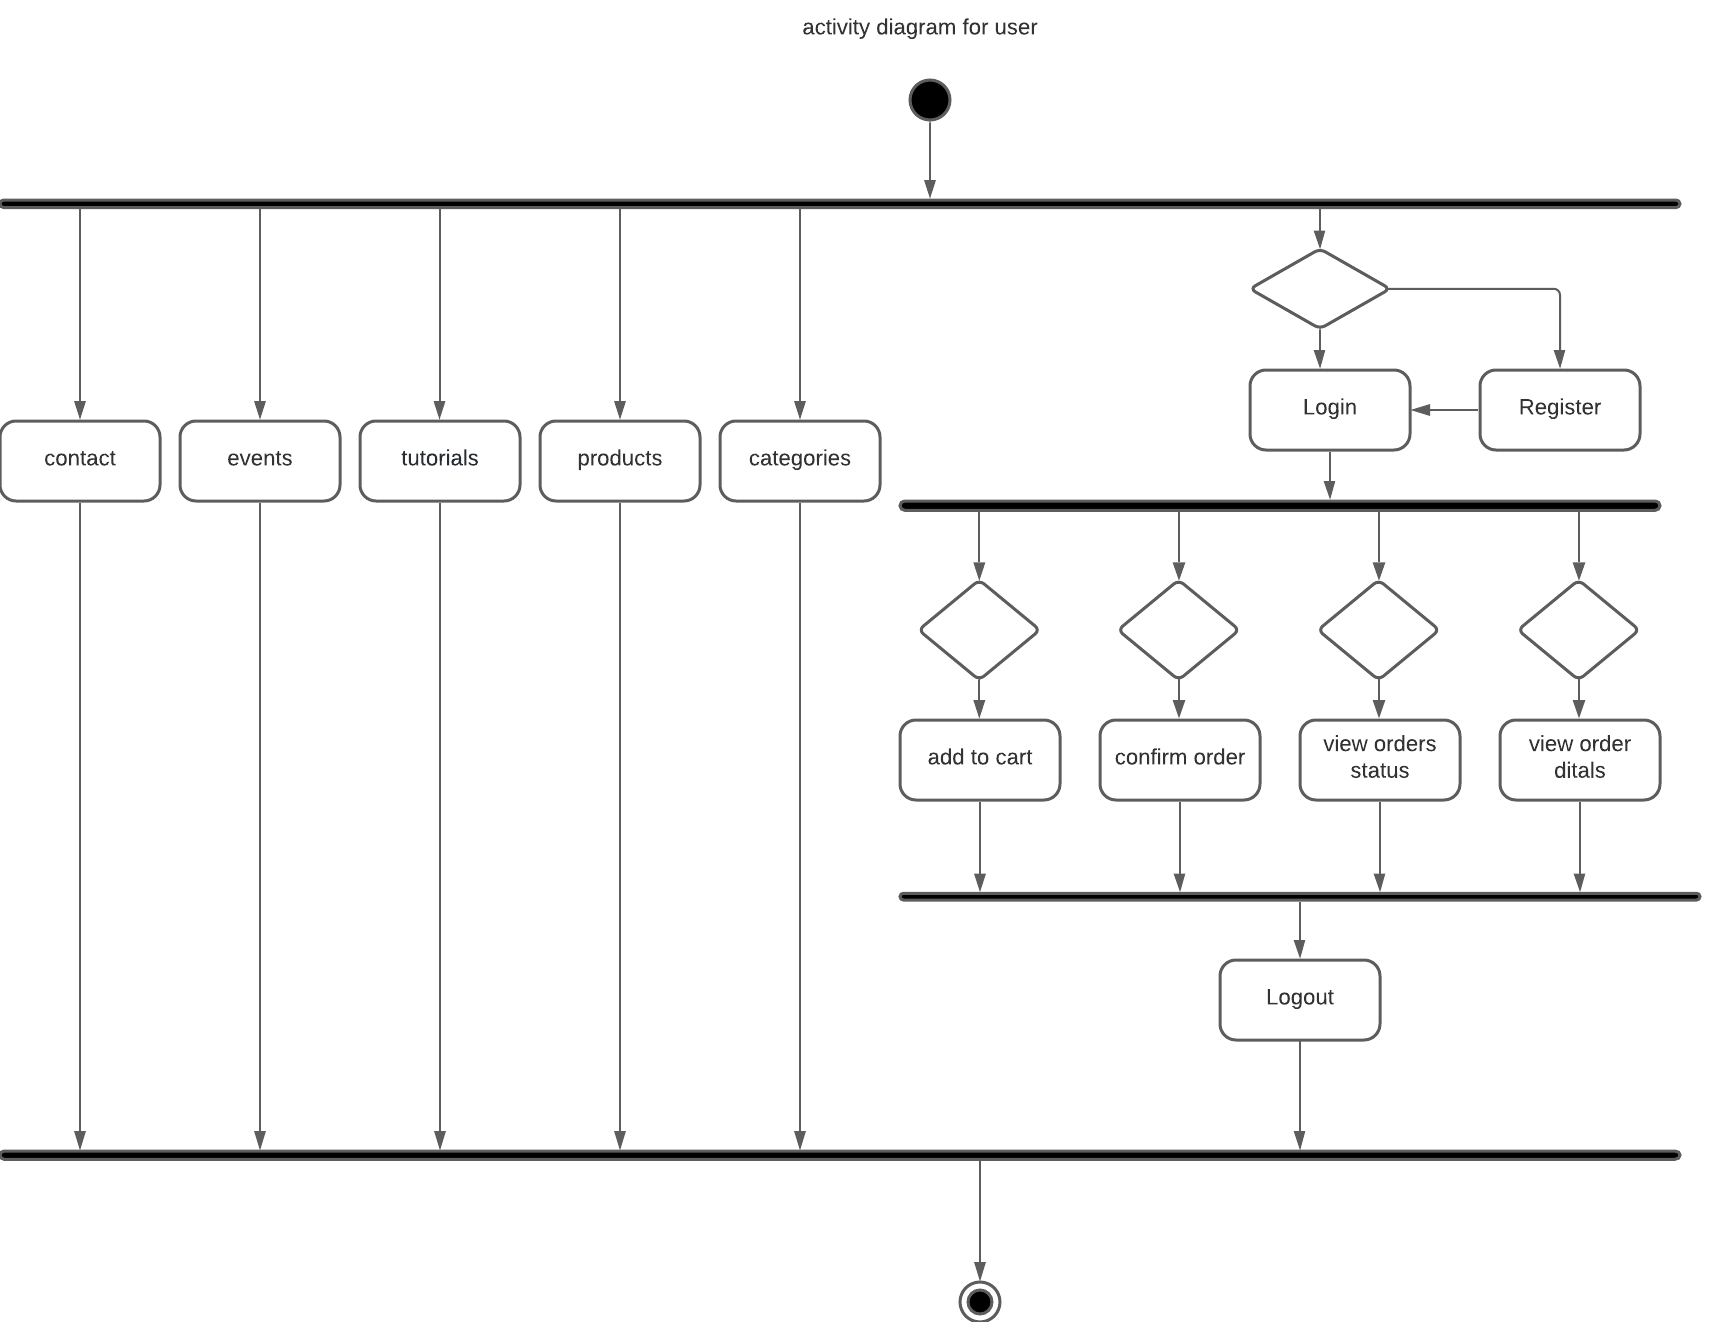 activity diagram for user
Login
Register
contact
events
tutorials
products
categories
add to cart
confirm order
view orders
status
view order
ditals
Logout